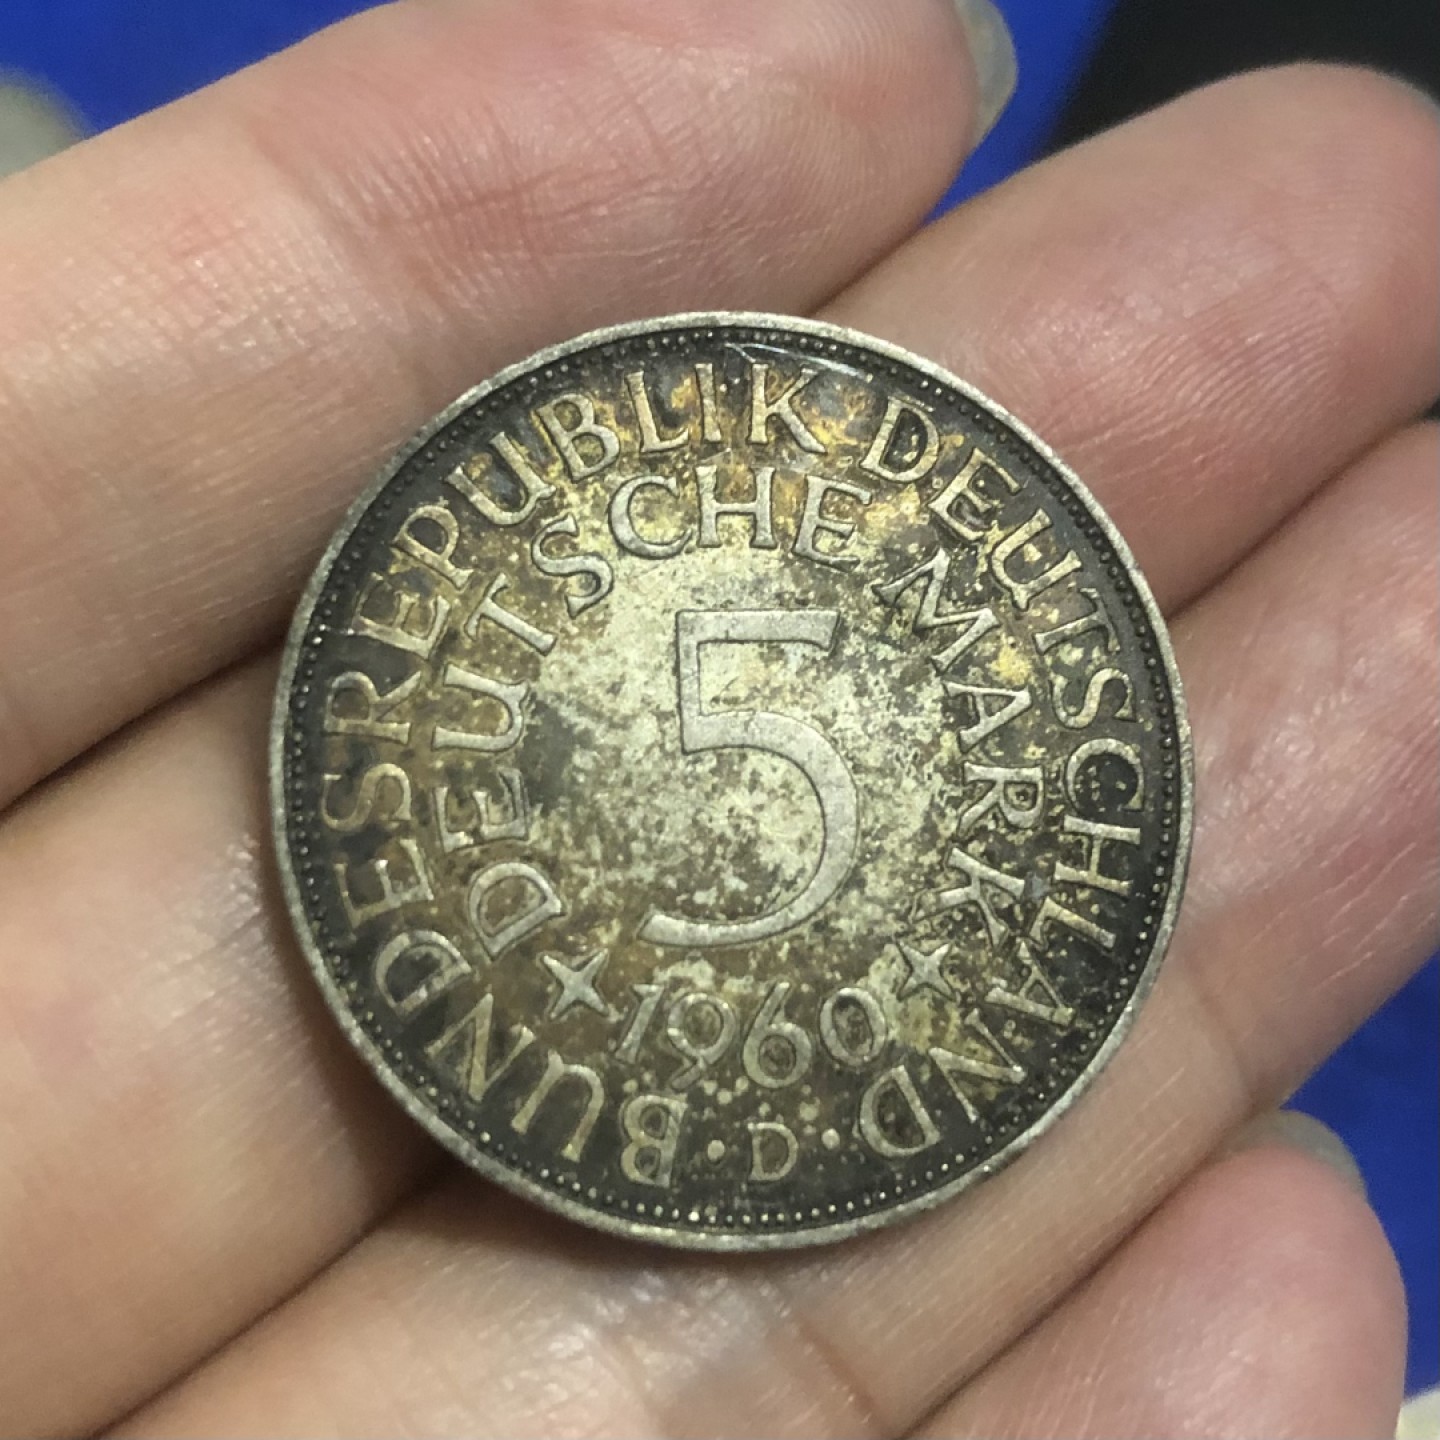 BUNDESREPUBLIK DEUTSCHLAND
DEUTSCHE MARK
5
1960
· D ·